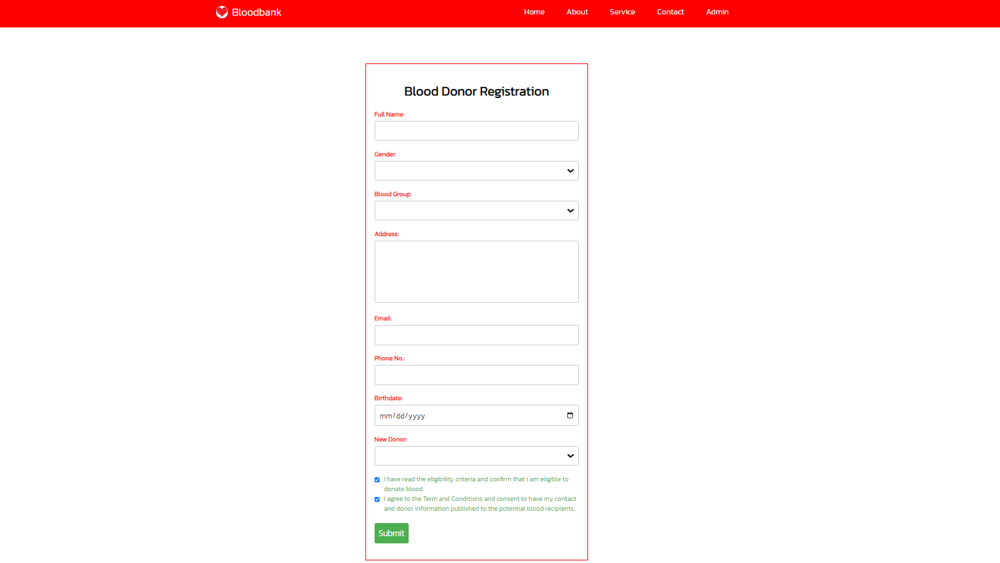 Bloodbank
Home About Service Contact Admin
Blood Donor Registration
Full Name:
Gender:
Blood Group:
Address:
Email:
Phone No.:
Birthdate:
mm/dd/yyyy
New Donor:
I have read the eligibility criteria and confirm that i am eligible to
donate blood.
I agree to the Term and Conditions and consent to have my contact
and donor information published to the potential blood recipients..
Submit